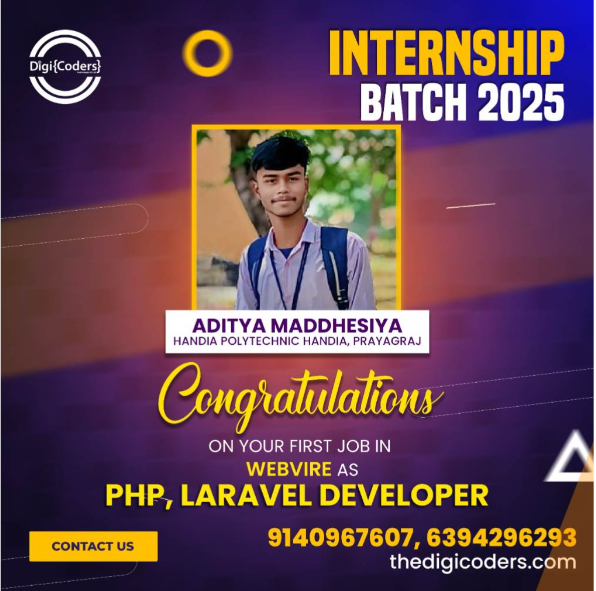 Digi{Coders}
INTERNSHIP
BATCH 2025
ADITYA MADDHESIYA
HANDIA POLYTECHNIC HANDIA, PRAYAGRAJ
Congratulations
ON YOUR FIRST JOB IN
WEBVIRE AS
PHP, LARAVEL DEVELOPER
CONTACT US
9140967607, 6394296293
thedigicoders.com